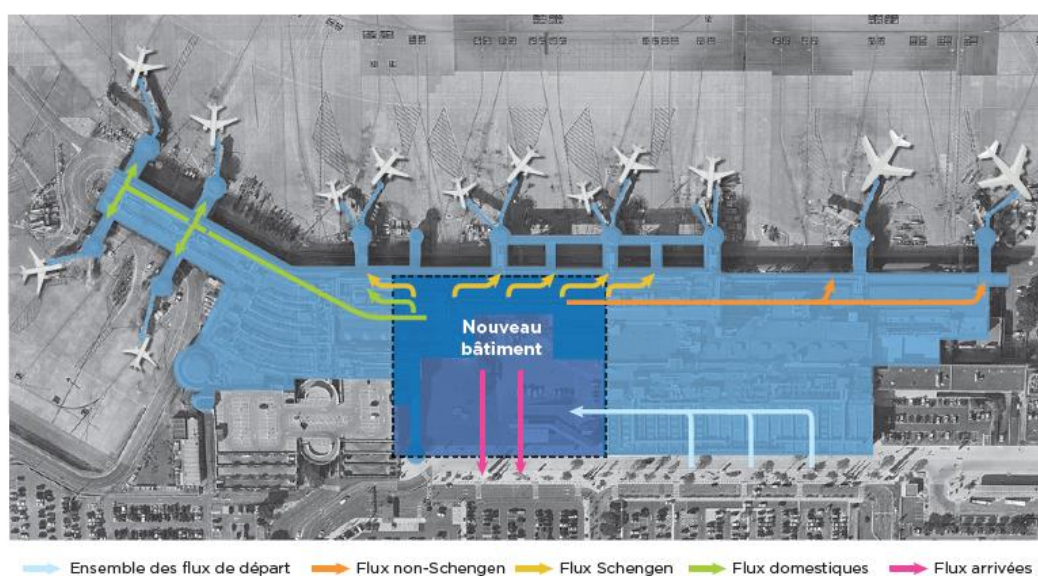 Nouveau
bâtiment
Ensemble des flux de départ
Flux non-Schengen
Flux Schengen
Flux domestiques
Flux arrivées